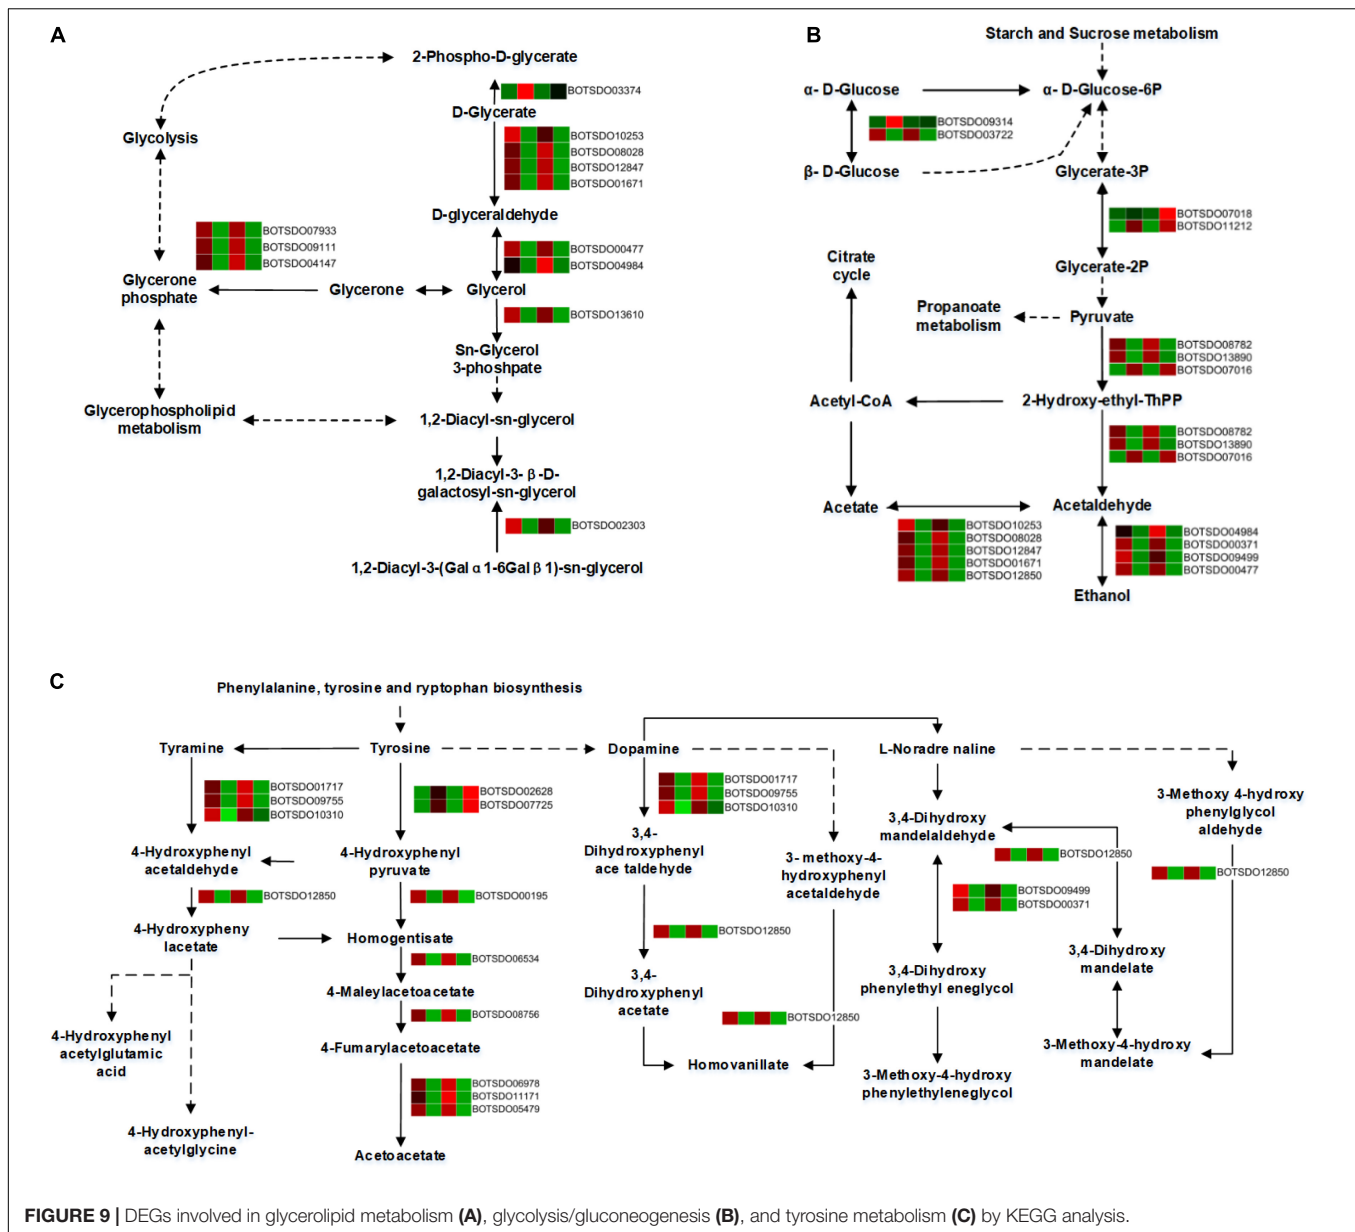 A
2-Phospho-D-glycerate
BOTSDO03374
D-Glycerate
Glycolysis
BOTSDO10253
BOTSDO08028
BOTSDO12847
BOTSDO01671
D-glyceraldehyde
BOTSDO07933
BOTSDO09111
BOTSDO04147
BOTSDO00477
BOTSDO04984
Glycerone
phosphate
Glycerone
Glycerol
BOTSDO13610
Sn-Glycerol
3-phoshpate
Glycerophospholipid
metabolism
1,2-Diacyl-sn-glycerol
1,2-Diacyl-3- β-D-
galactosyl-sn-glycerol
BOTSDO02303
1,2-Diacyl-3-(Gal α1-6Gal β1)-sn-glycerol
B
Starch and Sucrose metabolism
α- D-Glucose
α- D-Glucose-6P
BOTSDO09314
BOTSDO03722
β- D-Glucose
Glycerate-3P
BOTSDO07018
BOTSDO11212
Citrate
cycle
Glycerate-2P
Propanoate
metabolism
Pyruvate
BOTSDO08782
BOTSDO13890
BOTSDO07016
Acetyl-CoA
2-Hydroxy-ethyl-ThPP
BOTSDO08782
BOTSDO13890
BOTSDO07016
Acetate
Acetaldehyde
BOTSDO10253
BOTSDO08028
BOTSDO12847
BOTSDO01671
BOTSDO12850
BOTSDO04984
BOTSDO00371
BOTSDO09499
BOTSDO00477
Ethanol
C
Phenylalanine, tyrosine and ryptophan biosynthesis
Tyramine
Tyrosine
Dopamine
L-Noradre naline
BOTSDO01717
BOTSDO09755
BOTSDO10310
BOTSDO02628
BOTSDO07725
BOTSDO01717
BOTSDO09755
BOTSDO10310
3-Methoxy 4-hydroxy
phenylglycol
aldehyde
4-Hydroxyphenyl
acetaldehyde
4-Hydroxyphenyl
pyruvate
3,4-
Dihydroxyphenyl
ace taldehyde
3- methoxy-4-
hydroxyphenyl
acetaldehyde
3,4-Dihydroxy
mandelaldehyde
BOTSDO12850
BOTSDO12850
BOTSDO12850
BOTSDO00195
BOTSDO09499
BOTSDO00371
4-Hydroxypheny
lacetate
Homogentisate
BOTSDO12850
BOTSDO06534
3,4-Dihydroxy
mandelate
4-Maleylacetoacetate
3,4-
Dihydroxyphenyl
acetate
3,4-Dihydroxy
phenylethyl eneglycol
BOTSDO08756
BOTSDO12850
4-Hydroxyphenyl
acetylglutamic
acid
4-Fumarylacetoacetate
Homovanillate
3-Methoxy-4-hydroxy
mandelate
3-Methoxy-4-hydroxy
phenylethyleneglycol
BOTSDO06978
BOTSDO11171
BOTSDO05479
4-Hydroxyphenyl-
acetylglycine
Acetoacetate
FIGURE 9 | DEGs involved in glycerolipid metabolism (A), glycolysis/gluconeogenesis (B), and tyrosine metabolism (C) by KEGG analysis.